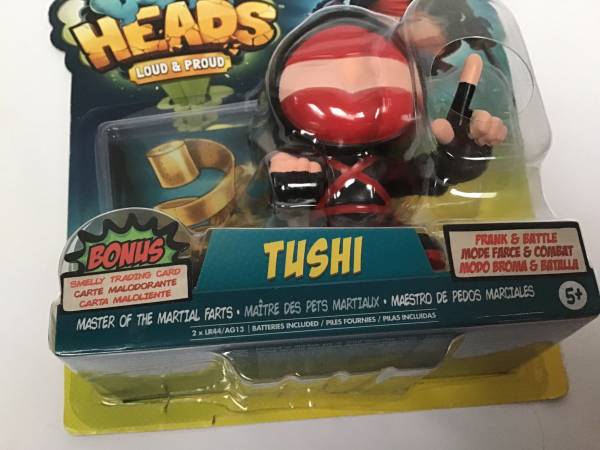 HEADS
LOUD & PROUD
BONUS
SMELLY TRADING CARD
CARTE MALODORANTE
CARTA MALOLIENTE
TUSHI
PRANK & BATTLE
MODE FARCE & COMBAT
MODO BROMA & BATALLA
5+
MASTER OF THE MARTIAL FARTS • MAÎTRE DES PETS MARTIAUX • MAESTRO DE PEDOS MARCIALES
2 x LR44/AG13 | BATTERIES INCLUDED / PILES FOURNIES / PILAS INCLUIDAS